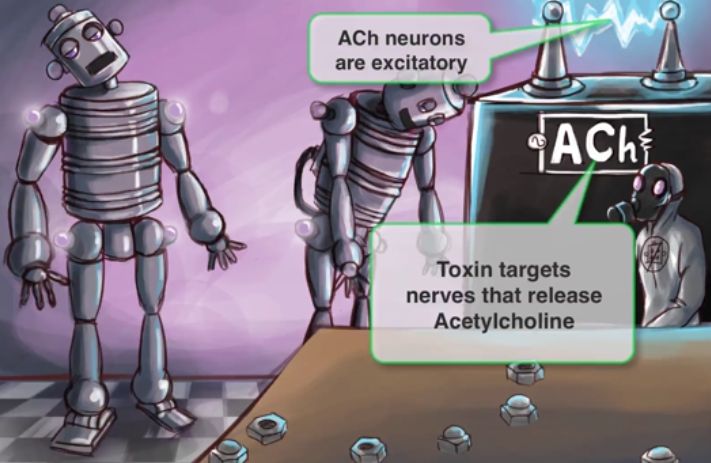 ACh neurons
are excitatory
ACh
Toxin targets
nerves that release
Acetylcholine